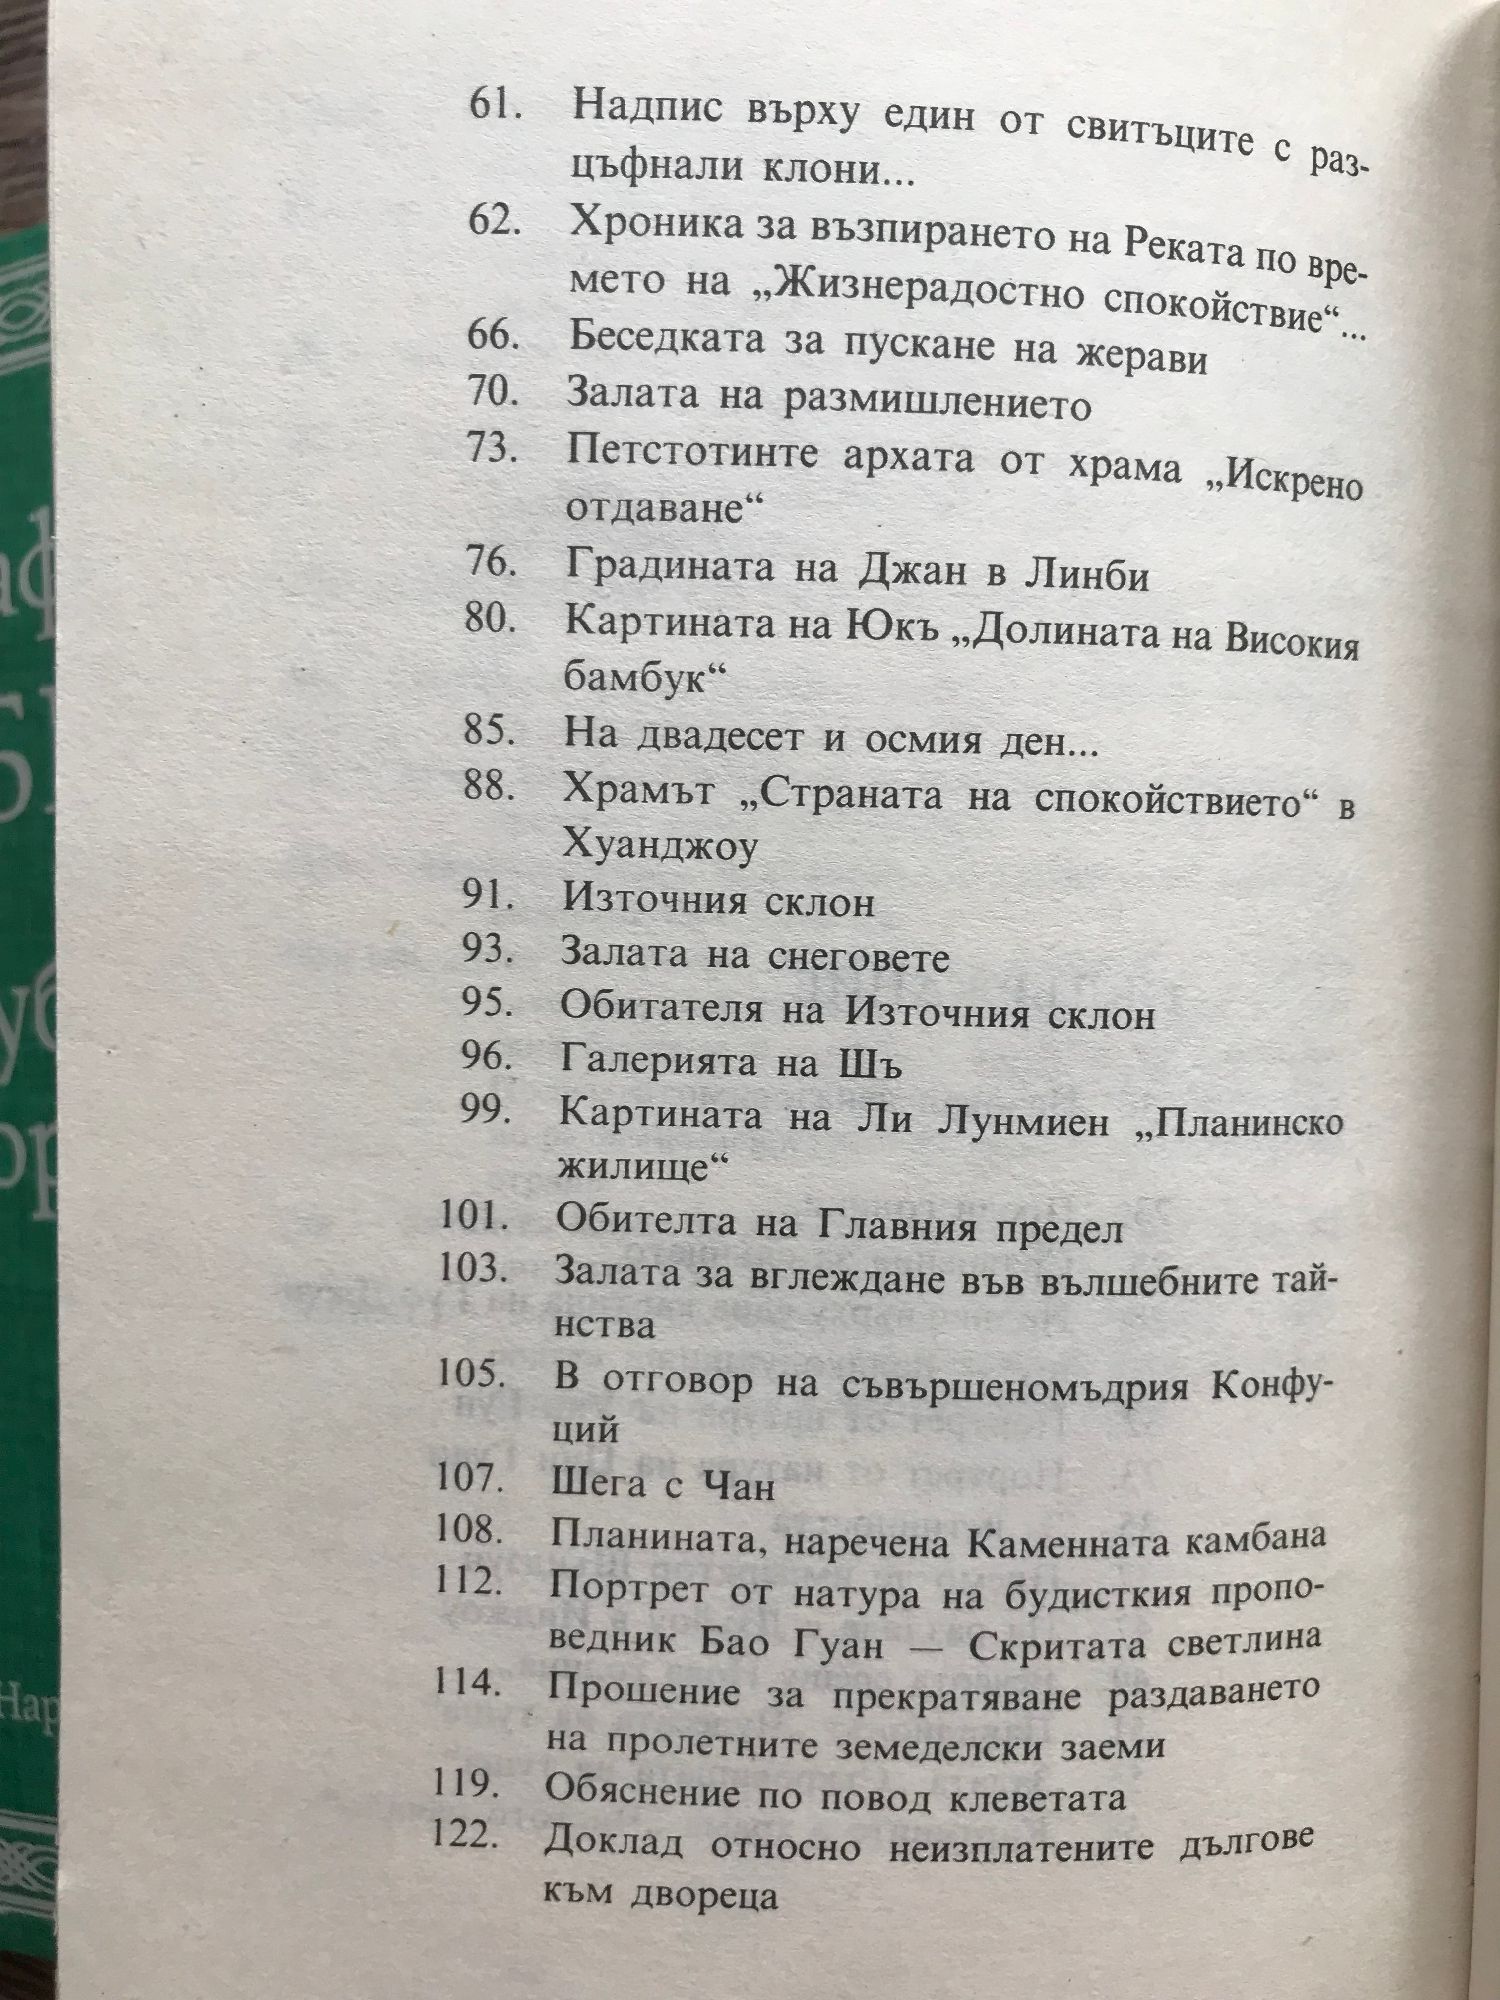 61. Надпис върху един от свитъците с раз-
цъфнали клони...
62. Хроника за възпирането на Реката по вре-
мето на „Жизнерадостно спокойствие“...
66. Беседката за пускане на жерави
70. Залата на размишлението
73. Петстотинте архата от храма „Искрено
отдаване“
76. Градината на Джан в Линби
80. Картината на Юкъ „Долината на Високия
бамбук“
85. На двадесет и осмия ден...
88. Храмът „Страната на спокойствието“ в
Хуанджоу
91. Източния склон
93. Залата на снеговете
95. Обитателя на Източния склон
96. Галерията на Шъ
99. Картината на Ли Лунмиен „Планинско
жилище“
101. Обителта на Главния предел
103. Залата за вглеждане във вълшебните тай-
нства
105. В отговор на съвършеномъдрия Конфу-
ций
107. Шега с Чан
108. Планината, наречена Каменната камбана
112. Портрет от натура на будисткия пропо-
ведник Бао Гуан — Скритата светлина
114. Прошение за прекратяване раздаването
на пролетните земеделски заеми
119. Обяснение по повод клеветата
122. Доклад относно неизплатените дългове
към двореца